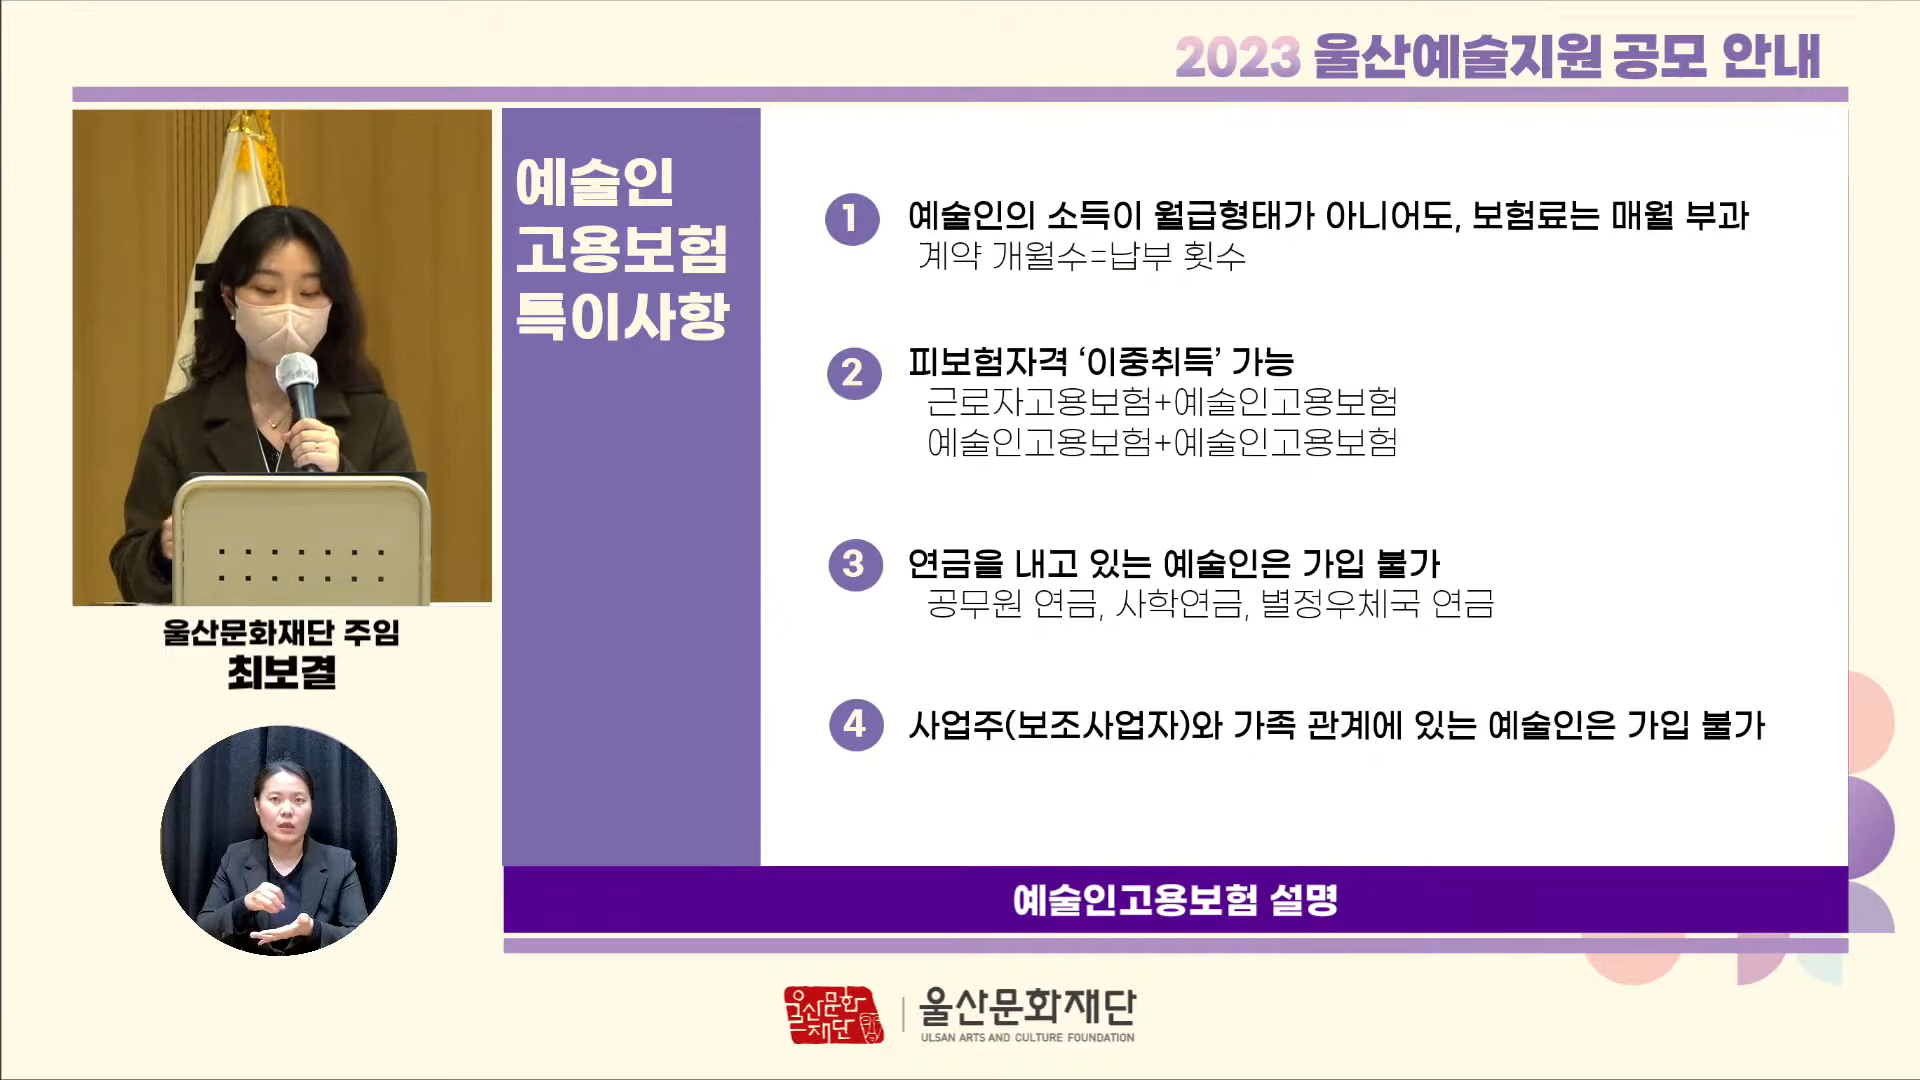 2023 울산예술지원 공모 안내
예술인
고용보험
특이사항
1 예술인의 소득이 월급형태가 아니어도, 보험료는 매월 부과
계약 개월수=납부 횟수
2 피보험자격 ‘이중취득’ 가능
근로자고용보험+예술인고용보험
예술인고용보험+예술인고용보험
3 연금을 내고 있는 예술인은 가입 불가
공무원 연금, 사학연금, 별정우체국 연금
4 사업주(보조사업자)와 가족 관계에 있는 예술인은 가입 불가
울산문화재단 주임
최보결
예술인고용보험 설명
울산문화
재단
울산문화재단
ULSAN ARTS AND CULTURE FOUNDATION